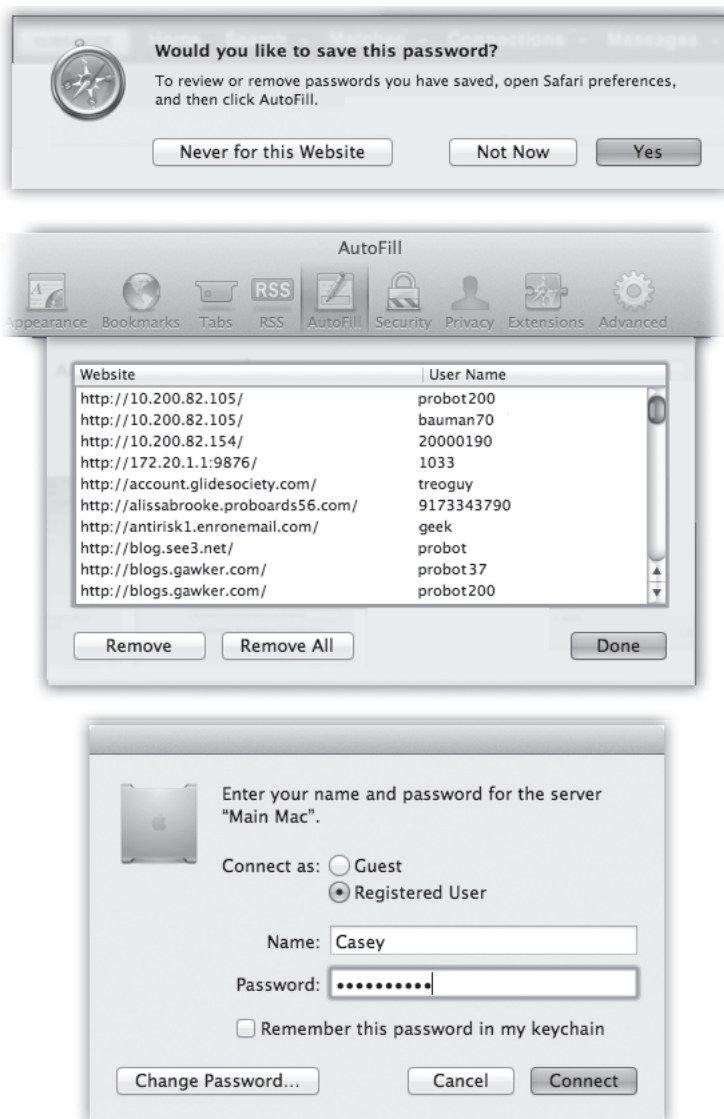 Home Search Matches Connections Messages
Would you like to save this password?
To review or remove passwords you have saved, open Safari preferences,
and then click AutoFill.
Never for this Website Not Now Yes
AutoFill
Appearance Bookmarks Tabs RSS AutoFill Security Privacy Extensions Advanced
RSS
Website User Name
http://10.200.82.105/ probot200
http://10.200.82.105/ bauman70
http://10.200.82.154/ 20000190
http://172.20.1.1:9876/ 1033
http://account.glidesociety.com/ treoguy
http://alissabrooke.proboards56.com/ 9173343790
http://antirisk1.enronemail.com/ geek
http://blog.see3.net/ probot
http://blogs.gawker.com/ probot37
http://blogs.gawker.com/ probot200
Remove Remove All Done
Enter your name and password for the server
“Main Mac”.
Connect as: Guest
Registered User
Name: Casey
Password: ••••••••••
Remember this password in my keychain
Change Password... Cancel Connect